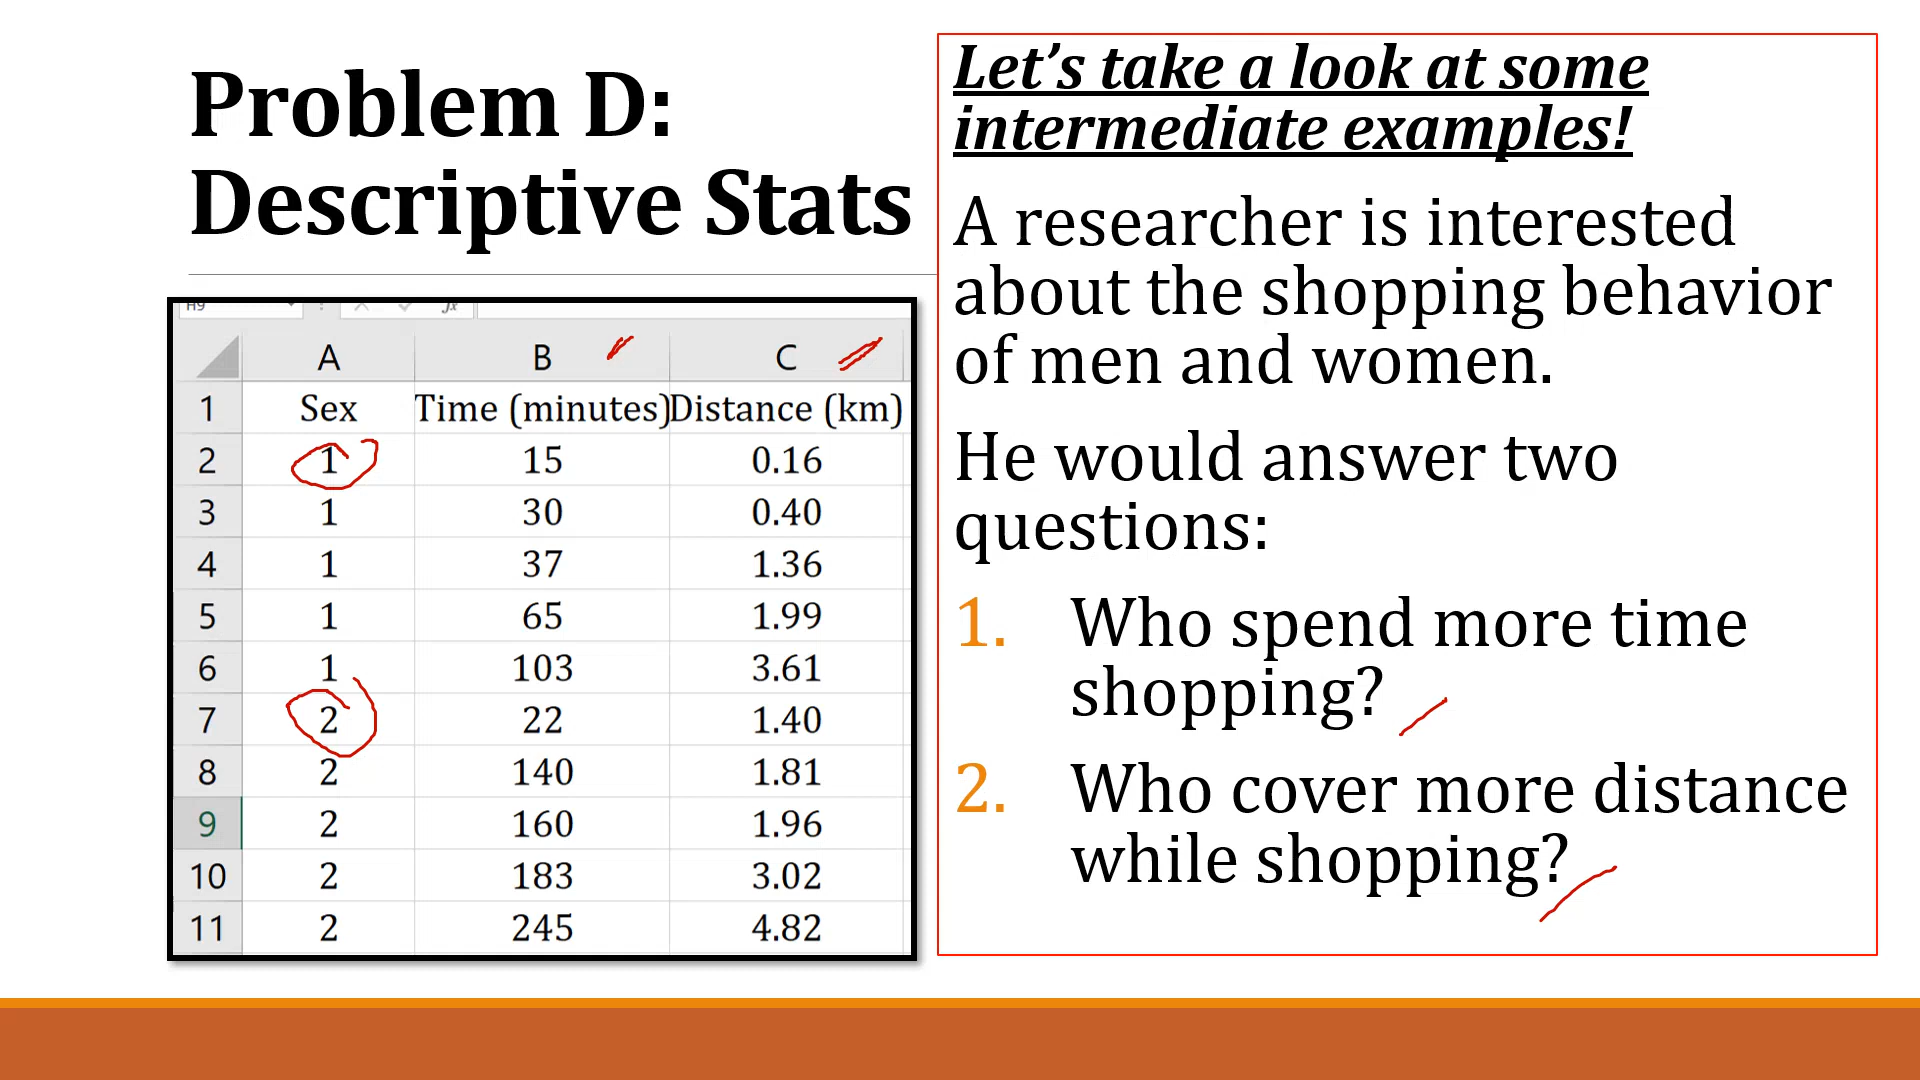 Problem D:
Descriptive Stats
H9 fx
A B C
1 Sex Time (minutes) Distance (km)
2 1 15 0.16
3 1 30 0.40
4 1 37 1.36
5 1 65 1.99
6 1 103 3.61
7 2 22 1.40
8 2 140 1.81
9 2 160 1.96
10 2 183 3.02
11 2 245 4.82
Let's take a look at some
intermediate examples!
A researcher is interested
about the shopping behavior
of men and women.
He would answer two
questions:
1. Who spend more time
shopping?
2. Who cover more distance
while shopping?